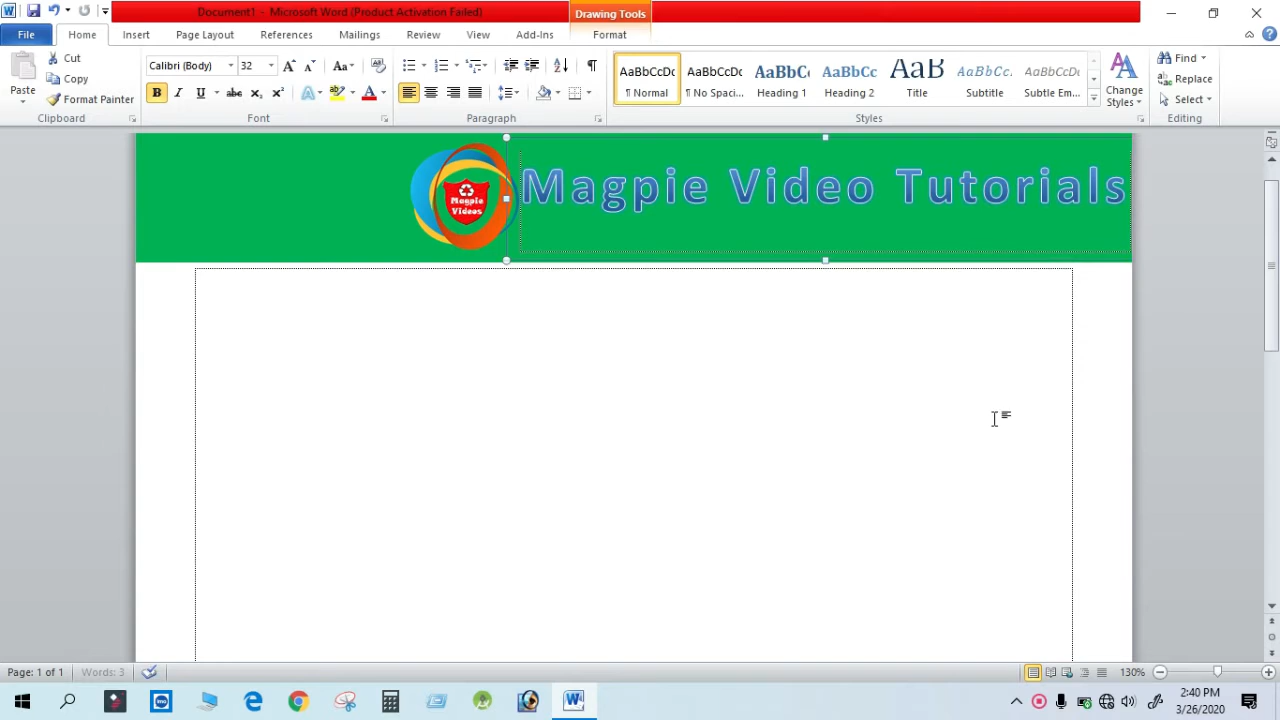 Document1 - Microsoft Word (Product Activation Failed)
Drawing Tools
File
Home
Insert
Page Layout
References
Mailings
Review
View
Add-Ins
Format
Paste
Cut
Copy
Format Painter
Clipboard
Calibri (Body)
32
Font
Paragraph
AaBbCcDc
¶ Normal
AaBbCcDc
¶ No Spaci...
AaBbCc
Heading 1
AaBbCc
Heading 2
AaB
Title
AaBbCc.
Subtitle
AaBbCcDc
Subtle Em...
Change Styles
Styles
Find
Replace
Select
Editing
Magpie
Videos
Magpie Video Tutorials
Page: 1 of 1
Words: 3
130%
2:40 PM
3/26/2020